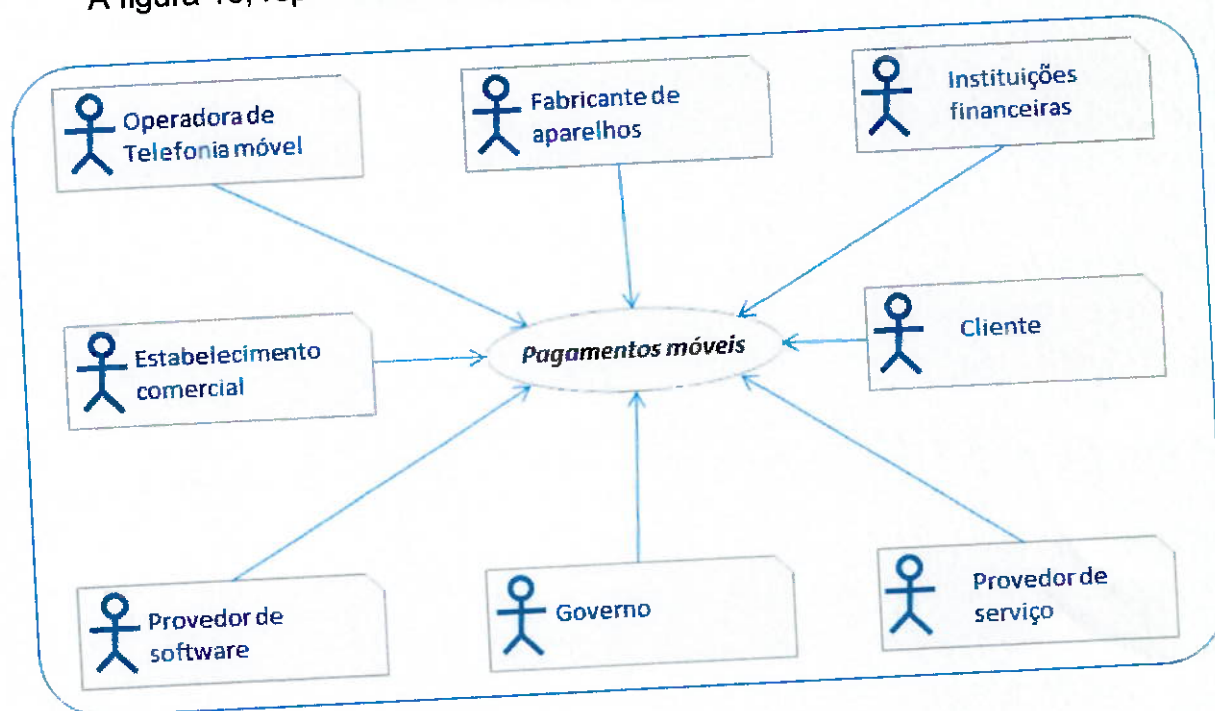 A figura
Operadora de
Telefonia móvel
Fabricante de
aparelhos
Instituições
financeiras
Estabelecimento
comercial
Pagamentos móveis
Cliente
Provedor de
software
Governo
Provedor de
serviço